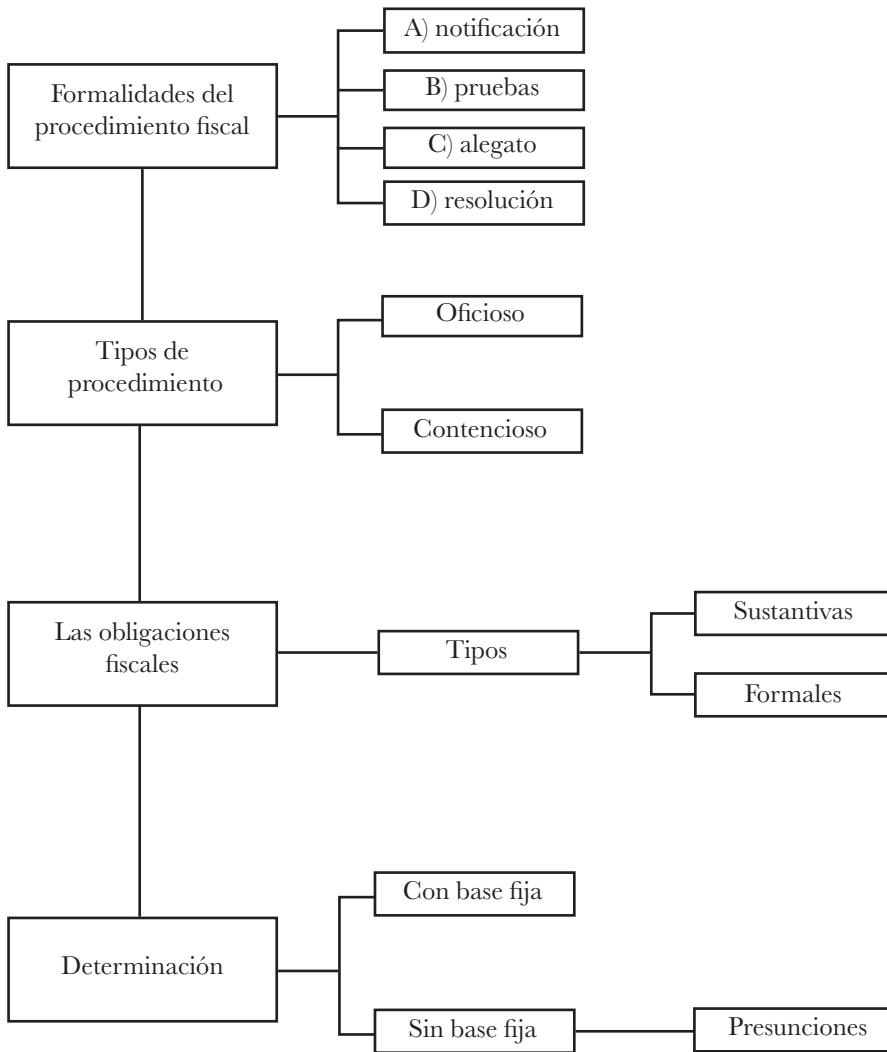 A) notificación
Formalidades del
procedimiento fiscal
B) pruebas
C) alegato
D) resolución
Tipos de
procedimiento
Oficioso
Contencioso
Las obligaciones
fiscales
Tipos
Sustantivas
Formales
Determinación
Con base fija
Sin base fija
Presunciones